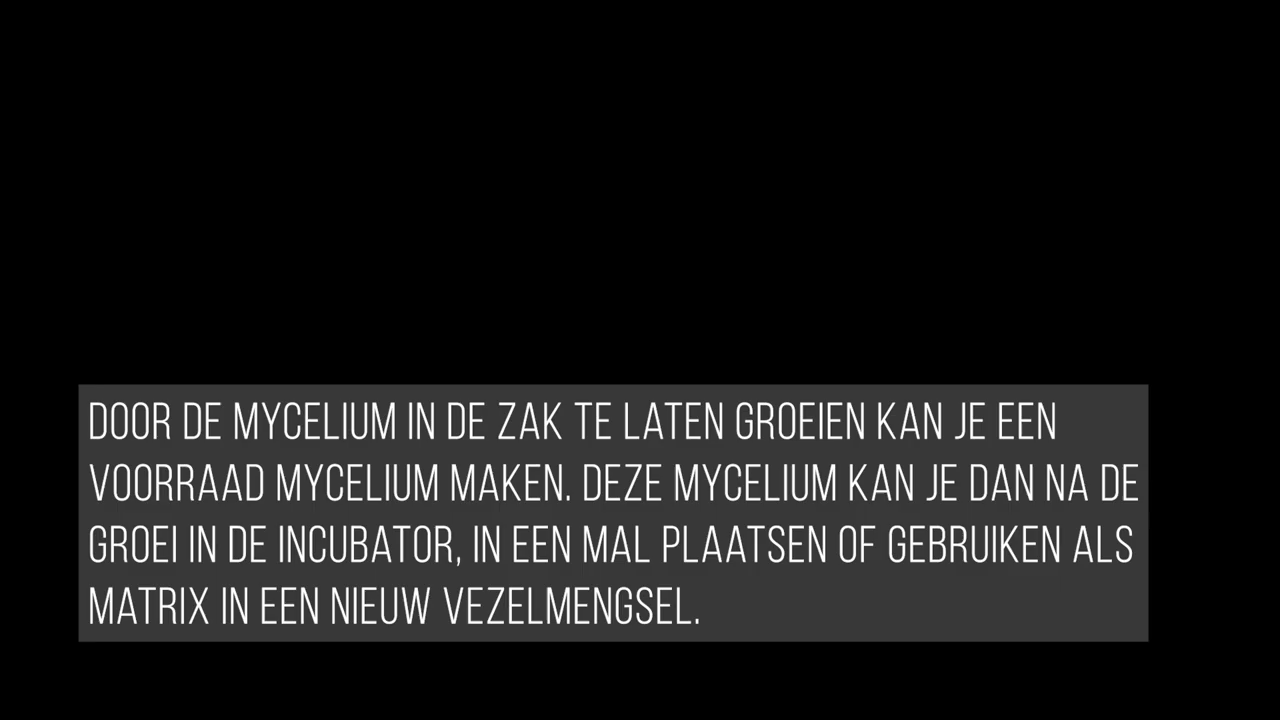 DOOR DE MYCELIUM IN DE ZAK TE LATEN GROEIEN KAN JE EEN
VOORRAAD MYCELIUM MAKEN. DEZE MYCELIUM KAN JE DAN NA DE
GROEI IN DE INCUBATOR, IN EEN MAL PLAATSEN OF GEBRUIKEN ALS
MATRIX IN EEN NIEUW VEZELMENGSEL.